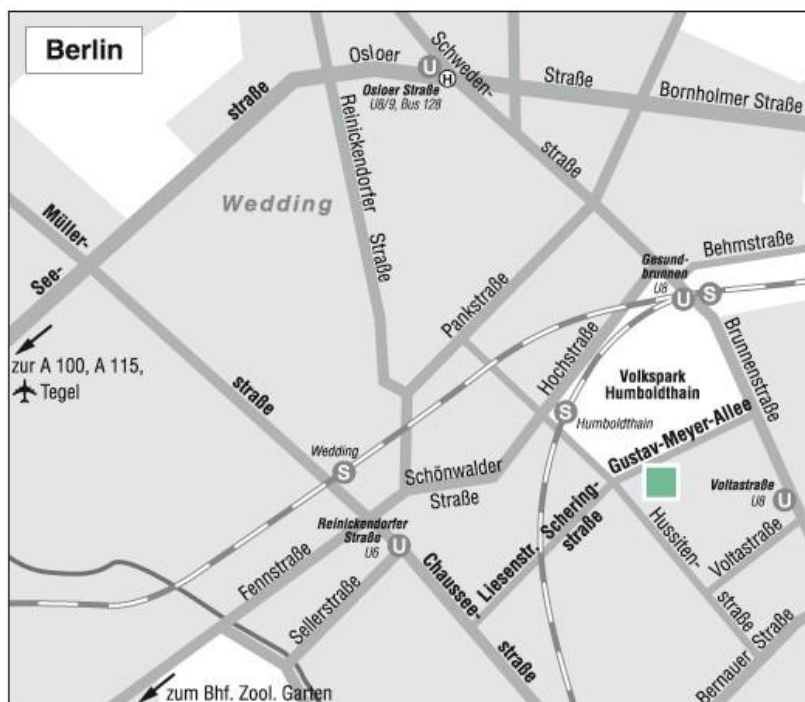 Berlin
Osloer
Straße
Schweden-
straße
Bornholmer Straße
U
H
Osloer Straße
U8/9, Bus 128
straße
See-
Müller-
straße
Wedding
Reinickendorfer
Straße
Pankstraße
Gesund-
brunnen
U8
U
S
Behmstraße
Brunnenstraße
Hochstraße
Volkspark
Humboldthain
S
Humboldthain
Gustav-Meyer-Allee
zur A 100, A 115,
Tegel
Wedding
S
Schönwalder
Straße
Reinickendorfer
Straße
U6
U
Voltastraße
U8
U
Voltastraße
Hussiten-
straße
Schering-
straße
Liesenstr.
Chaussee-
straße
Fennstraße
Sellerstraße
Bernauer Straße
zum Bhf. Zool. Garten